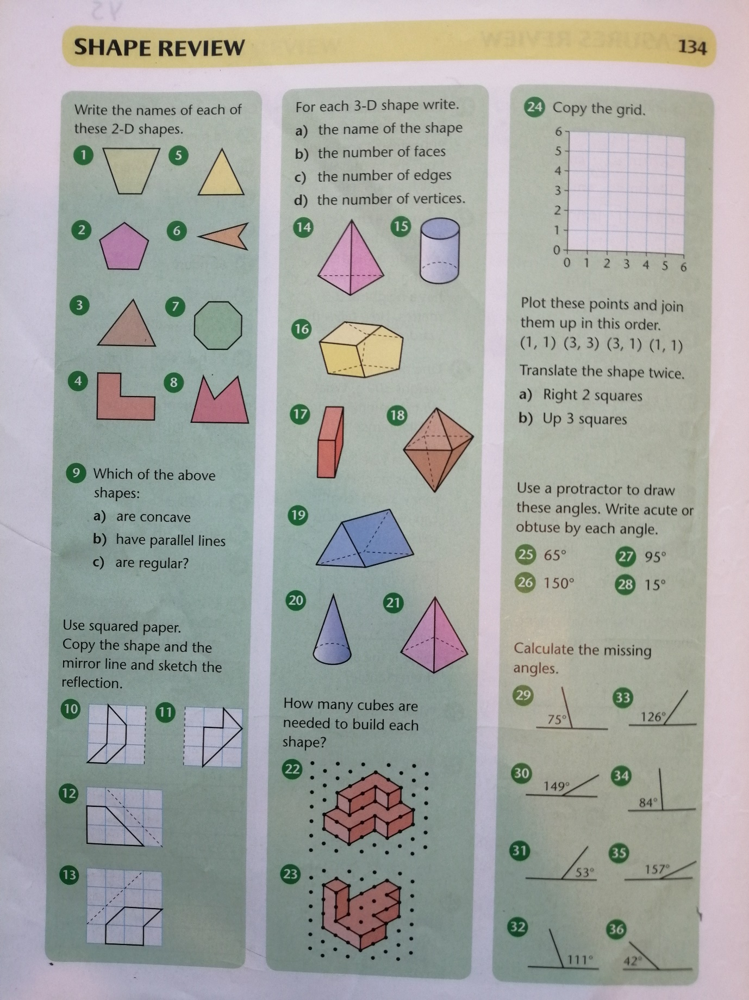 SHAPE REVIEW
134
Write the names of each of
these 2-D shapes.
1
5
2
6
3
7
4
8
9 Which of the above
shapes:
a) are concave
b) have parallel lines
c) are regular?
Use squared paper.
Copy the shape and the
mirror line and sketch the
reflection.
10
11
12
13
For each 3-D shape write.
a) the name of the shape
b) the number of faces
c) the number of edges
d) the number of vertices.
14
15
16
17
18
19
20
21
How many cubes are
needed to build each
shape?
22
23
24 Copy the grid.
6
5
4
3
2
1
0
0 1 2 3 4 5 6
Plot these points and join
them up in this order.
(1, 1) (3, 3) (3, 1) (1, 1)
Translate the shape twice.
a) Right 2 squares
b) Up 3 squares
Use a protractor to draw
these angles. Write acute or
obtuse by each angle.
25 65° 27 95°
26 150° 28 15°
Calculate the missing
angles.
29 75°
33 126°
30 149°
34 84°
31 53°
35 157°
32 111°
36 42°